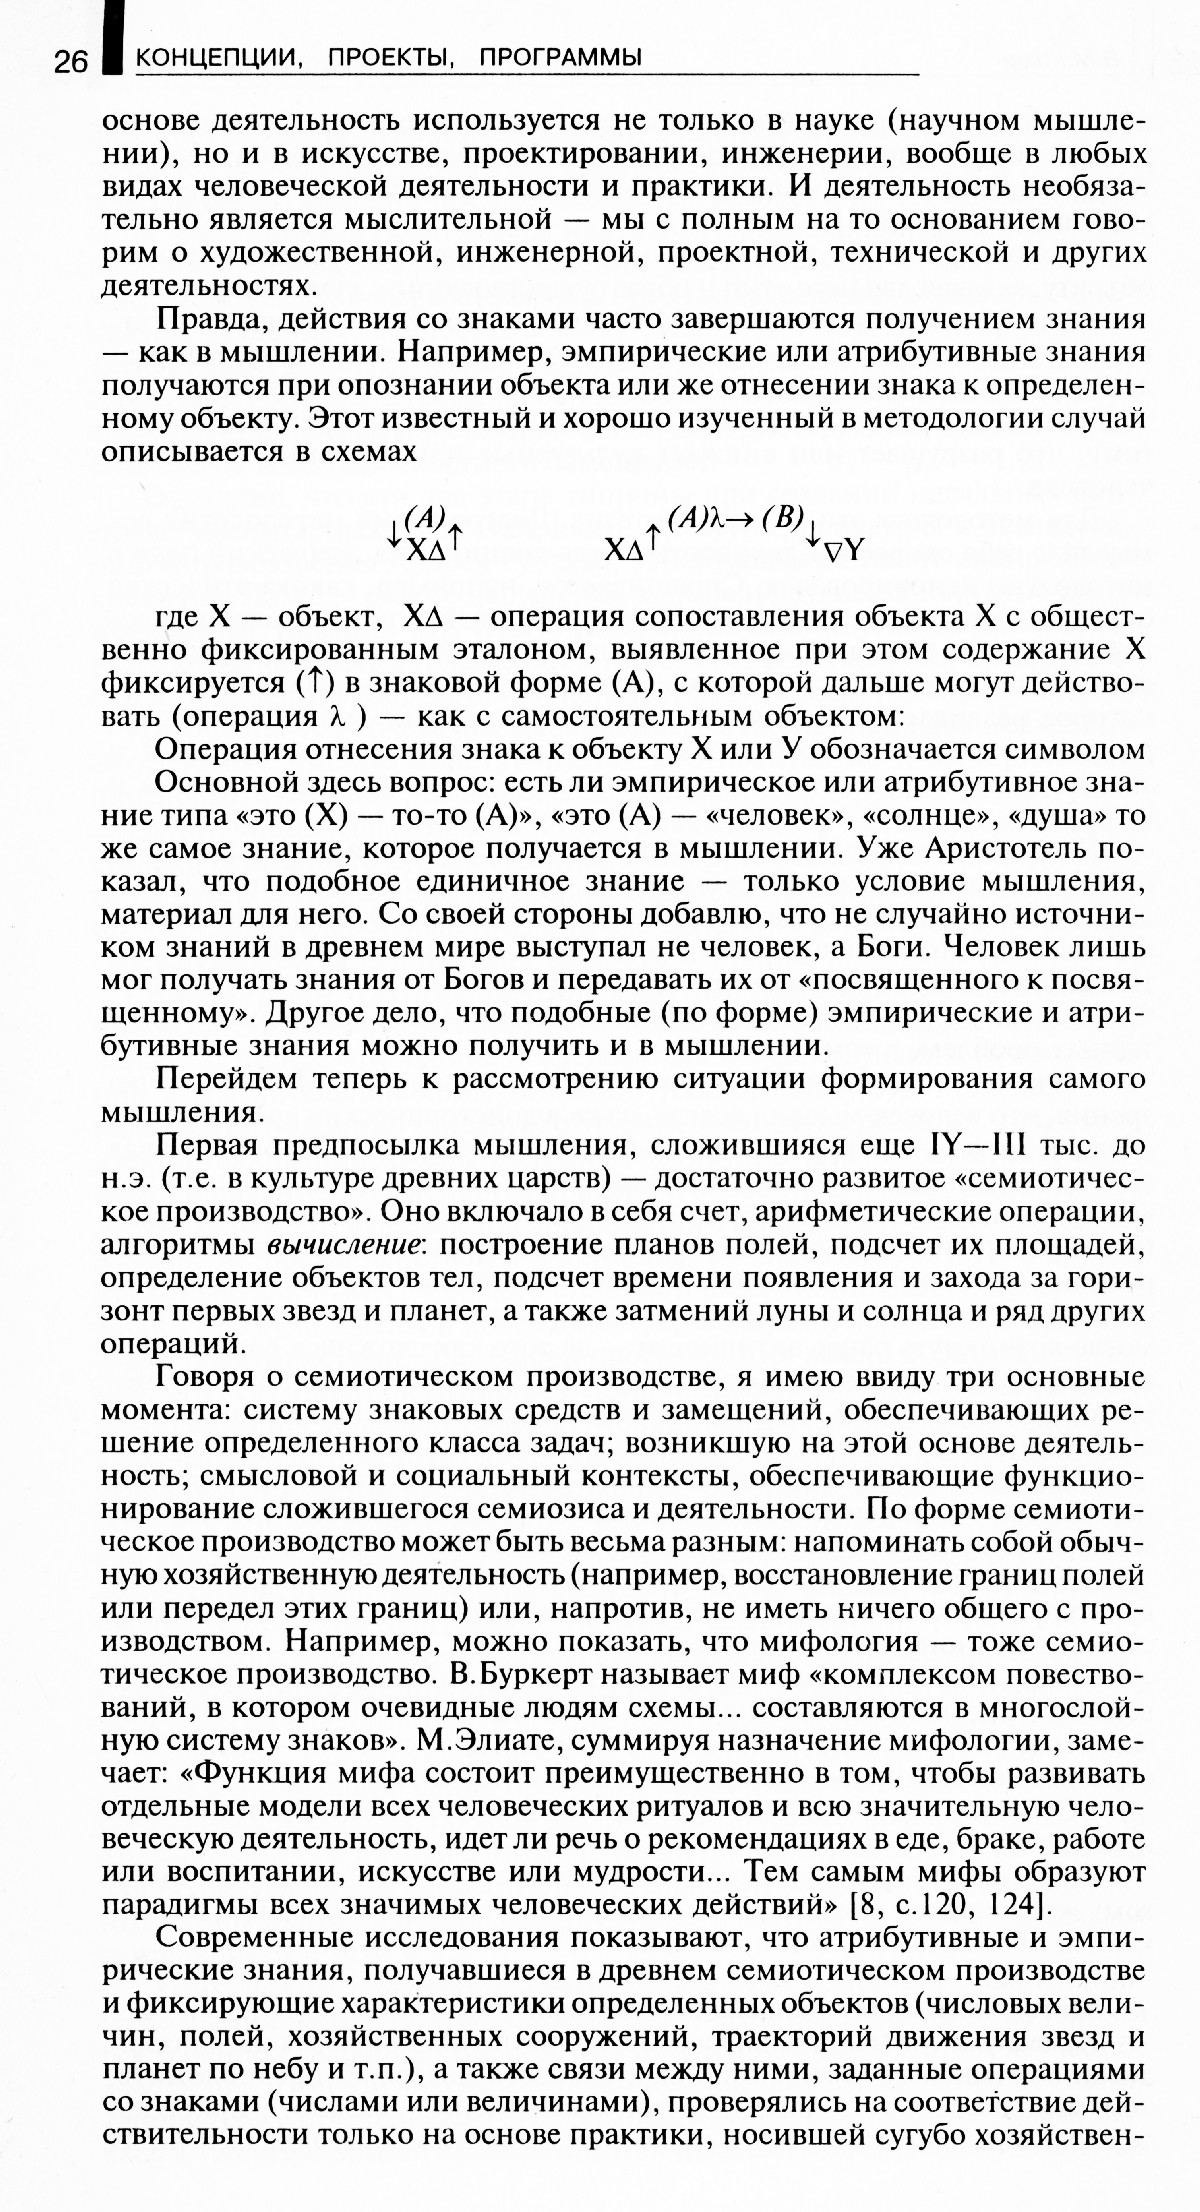 26 КОНЦЕПЦИИ, ПРОЕКТЫ, ПРОГРАММЫ
основе деятельность используется не только в науке (научном мышле-
нии), но и в искусстве, проектировании, инженерии, вообще в любых
видах человеческой деятельности и практики. И деятельность необяза-
тельно является мыслительной — мы с полным на то основанием гово-
рим о художественной, инженерной, проектной, технической и других
деятельностях.
Правда, действия со знаками часто завершаются получением знания
— как в мышлении. Например, эмпирические или атрибутивные знания
получаются при опознании объекта или же отнесении знака к определен-
ному объекту. Этот известный и хорошо изученный в методологии случай
описывается в схемах
↓(A)↑ ↑(A)λ→(B)↓
XΔ XΔ ∇Y
где X — объект, XΔ — операция сопоставления объекта X с общест-
венно фиксированным эталоном, выявленное при этом содержание X
фиксируется (↑) в знаковой форме (А), с которой дальше могут действо-
вать (операция λ ) — как с самостоятельным объектом:
Операция отнесения знака к объекту X или У обозначается символом
Основной здесь вопрос: есть ли эмпирическое или атрибутивное зна-
ние типа «это (X) — то-то (А)», «это (А) — «человек», «солнце», «душа» то
же самое знание, которое получается в мышлении. Уже Аристотель по-
казал, что подобное единичное знание — только условие мышления,
материал для него. Со своей стороны добавлю, что не случайно источни-
ком знаний в древнем мире выступал не человек, а Боги. Человек лишь
мог получать знания от Богов и передавать их от «посвященного к посвя-
щенному». Другое дело, что подобные (по форме) эмпирические и атри-
бутивные знания можно получить и в мышлении.
Перейдем теперь к рассмотрению ситуации формирования самого
мышления.
Первая предпосылка мышления, сложившияся еще IY—III тыс. до
н.э. (т.е. в культуре древних царств) — достаточно развитое «семиотичес-
кое производство». Оно включало в себя счет, арифметические операции,
алгоритмы вычисление: построение планов полей, подсчет их площадей,
определение объектов тел, подсчет времени появления и захода за гори-
зонт первых звезд и планет, а также затмений луны и солнца и ряд других
операций.
Говоря о семиотическом производстве, я имею ввиду три основные
момента: систему знаковых средств и замещений, обеспечивающих ре-
шение определенного класса задач; возникшую на этой основе деятель-
ность; смысловой и социальный контексты, обеспечивающие функцио-
нирование сложившегося семиозиса и деятельности. По форме семиоти-
ческое производство может быть весьма разным: напоминать собой обыч-
ную хозяйственную деятельность (например, восстановление границ полей
или передел этих границ) или, напротив, не иметь ничего общего с про-
изводством. Например, можно показать, что мифология — тоже семио-
тическое производство. В.Буркерт называет миф «комплексом повество-
ваний, в котором очевидные людям схемы... составляются в многослой-
ную систему знаков». М.Элиате, суммируя назначение мифологии, заме-
чает: «Функция мифа состоит преимущественно в том, чтобы развивать
отдельные модели всех человеческих ритуалов и всю значительную чело-
веческую деятельность, идет ли речь о рекомендациях в еде, браке, работе
или воспитании, искусстве или мудрости... Тем самым мифы образуют
парадигмы всех значимых человеческих действий» [8, с.120, 124].
Современные исследования показывают, что атрибутивные и эмпи-
рические знания, получавшиеся в древнем семиотическом производстве
и фиксирующие характеристики определенных объектов (числовых вели-
чин, полей, хозяйственных сооружений, траекторий движения звезд и
планет по небу и т.п.), а также связи между ними, заданные операциями
со знаками (числами или величинами), проверялись на соответствие дей-
ствительности только на основе практики, носившей сугубо хозяйствен-